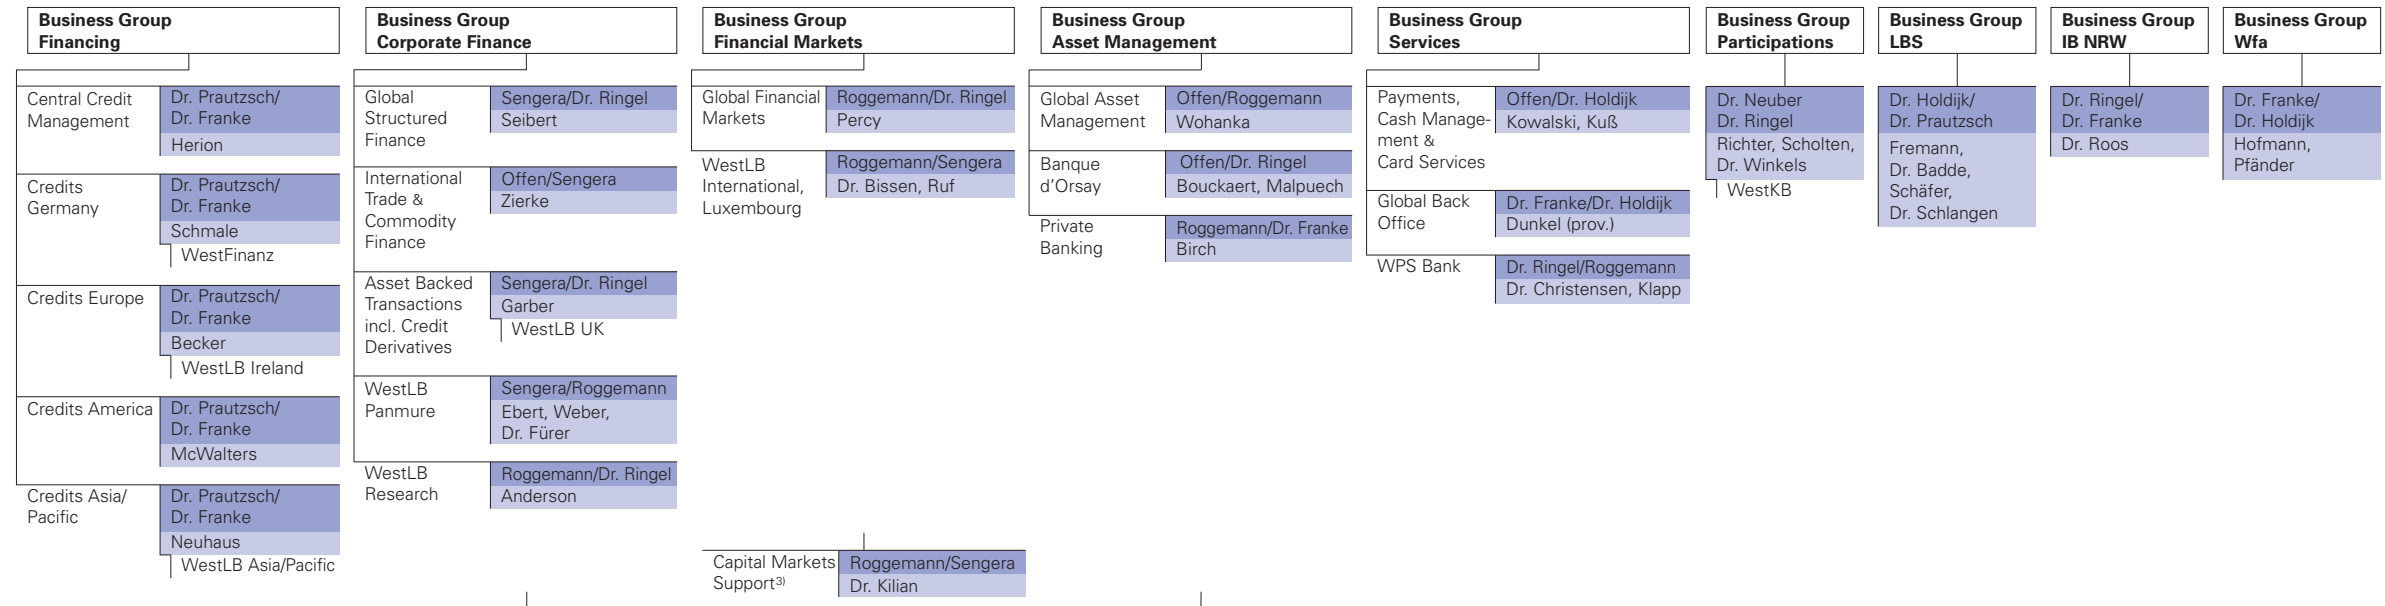 Business Group
Financing
Central Credit
Management
Dr. Prautzsch/
Dr. Franke
Herion
Credits
Germany
Dr. Prautzsch/
Dr. Franke
Schmale
WestFinanz
Credits Europe
Dr. Prautzsch/
Dr. Franke
Becker
WestLB Ireland
Credits America
Dr. Prautzsch/
Dr. Franke
McWalters
Credits Asia/
Pacific
Dr. Prautzsch/
Dr. Franke
Neuhaus
WestLB Asia/Pacific
Business Group
Corporate Finance
Global
Structured
Finance
Sengera/Dr. Ringel
Seibert
International
Trade &
Commodity
Finance
Offen/Sengera
Zierke
Asset Backed
Transactions
incl. Credit
Derivatives
Sengera/Dr. Ringel
Garber
WestLB UK
WestLB
Panmure
Sengera/Roggemann
Ebert, Weber,
Dr. Fürer
WestLB
Research
Roggemann/Dr. Ringel
Anderson
Business Group
Financial Markets
Global Financial
Markets
Roggemann/Dr. Ringel
Percy
WestLB
International,
Luxembourg
Roggemann/Sengera
Dr. Bissen, Ruf
Capital Markets
Support3)
Roggemann/Sengera
Dr. Kilian
Business Group
Asset Management
Global Asset
Management
Offen/Roggemann
Wohanka
Banque
d’Orsay
Offen/Dr. Ringel
Bouckaert, Malpuech
Private
Banking
Roggemann/Dr. Franke
Birch
Business Group
Services
Payments,
Cash Manage-
ment &
Card Services
Offen/Dr. Holdijk
Kowalski, Kuß
Global Back
Office
Dr. Franke/Dr. Holdijk
Dunkel (prov.)
WPS Bank
Dr. Ringel/Roggemann
Dr. Christensen, Klapp
Business Group
Participations
Dr. Neuber
Dr. Ringel
Richter, Scholten,
Dr. Winkels
WestKB
Business Group
LBS
Dr. Holdijk/
Dr. Prautzsch
Fremann,
Dr. Badde,
Schäfer,
Dr. Schlangen
Business Group
IB NRW
Dr. Ringel/
Dr. Franke
Dr. Roos
Business Group
Wfa
Dr. Franke/
Dr. Holdijk
Hofmann,
Pfänder